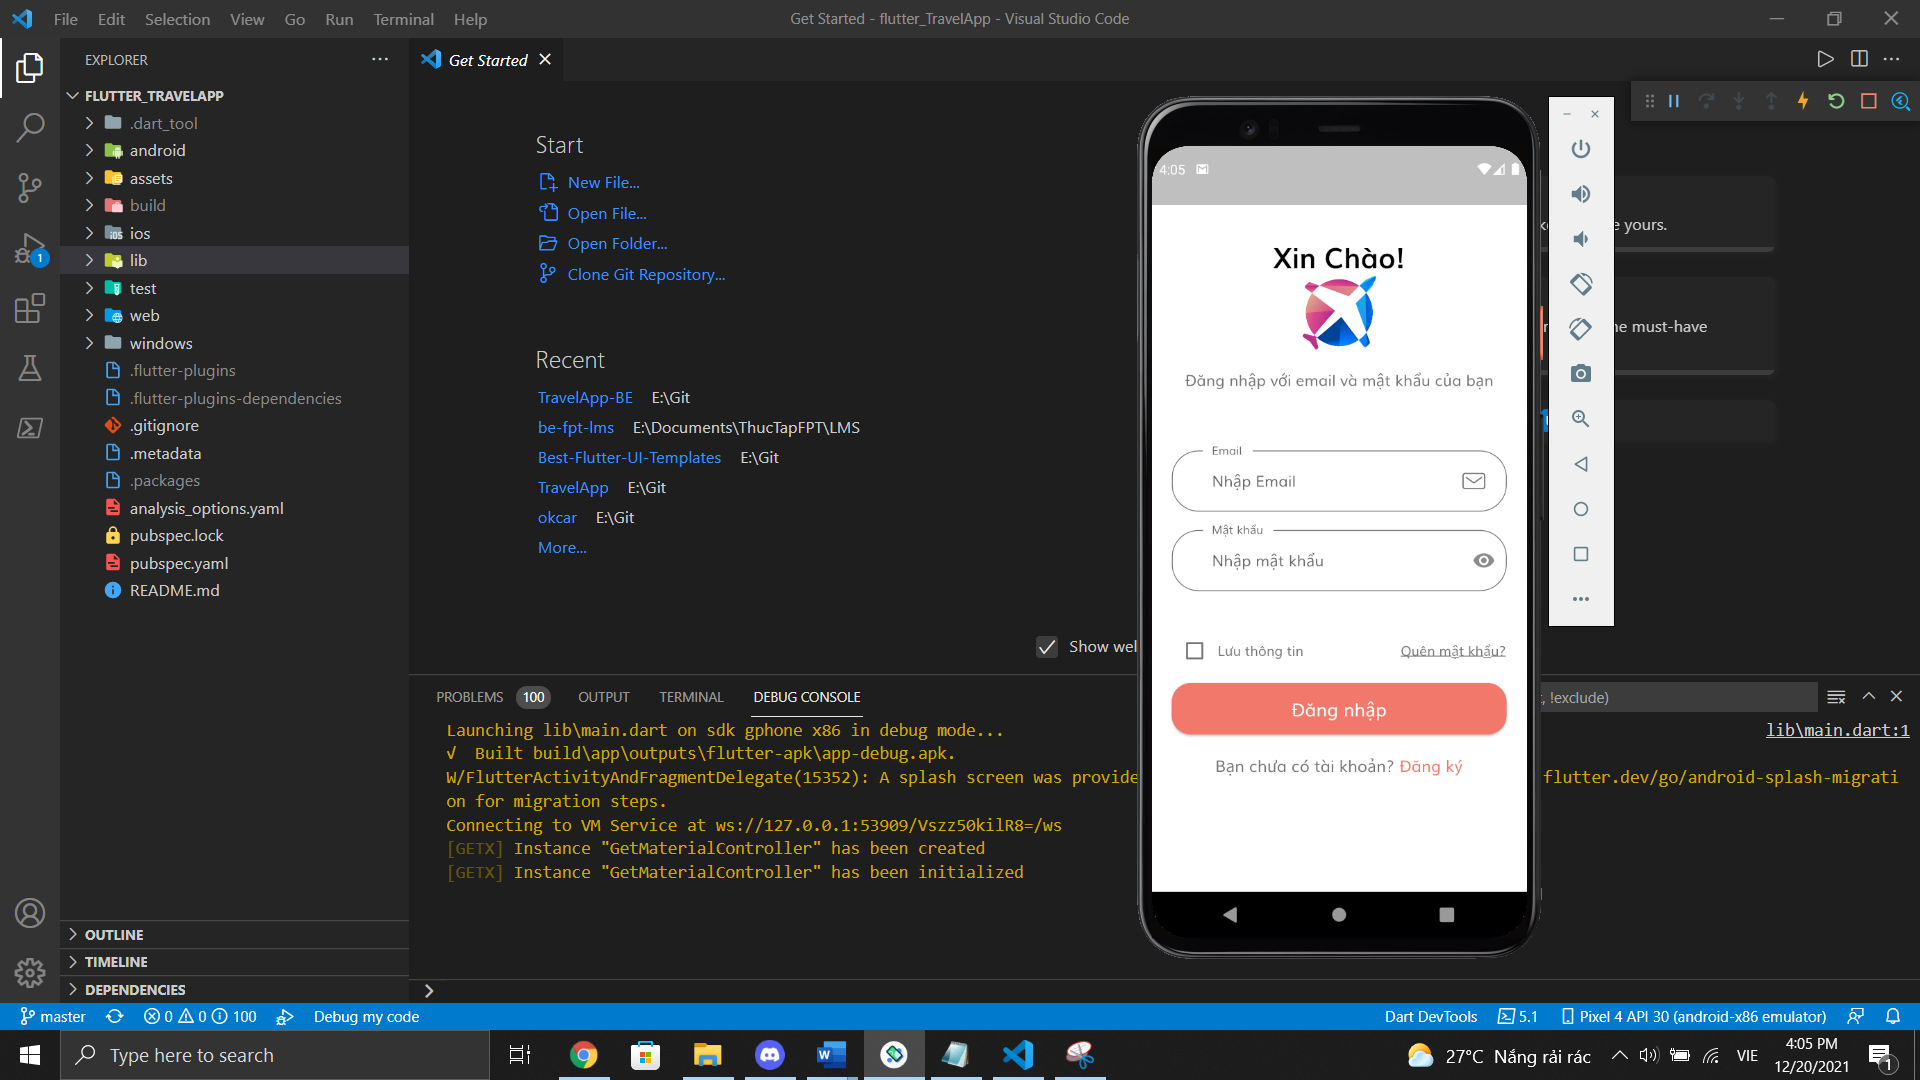 File Edit Selection View Go Run Terminal Help
Get Started - flutter_TravelApp - Visual Studio Code
EXPLORER
FLUTTER_TRAVELAPP
.dart_tool
android
assets
build
ios
lib
test
web
windows
.flutter-plugins
.flutter-plugins-dependencies
.gitignore
.metadata
.packages
analysis_options.yaml
pubspec.lock
pubspec.yaml
README.md
OUTLINE
TIMELINE
DEPENDENCIES
1
Get Started
Start
New File...
Open File...
Open Folder...
Clone Git Repository...
Recent
TravelApp-BE E:\Git
be-fpt-lms E:\Documents\ThucTapFPT\LMS
Best-Flutter-UI-Templates E:\Git
TravelApp E:\Git
okcar E:\Git
More...
Show wel
yours.
must-have
4:05
Xin Chào!
Đăng nhập với email và mật khẩu của bạn
Email
Nhập Email
Mật khẩu
Nhập mật khẩu
Lưu thông tin Quên mật khẩu?
Đăng nhập
Bạn chưa có tài khoản? Đăng ký
PROBLEMS 100 OUTPUT TERMINAL DEBUG CONSOLE
!exclude)
Launching lib\main.dart on sdk gphone x86 in debug mode...
lib\main.dart:1
√ Built build\app\outputs\flutter-apk\app-debug.apk.
W/FlutterActivityAndFragmentDelegate(15352): A splash screen was provide flutter.dev/go/android-splash-migrati
on for migration steps.
Connecting to VM Service at ws://127.0.0.1:53909/Vszz50kilR8=/ws
[GETX] Instance "GetMaterialController" has been created
[GETX] Instance "GetMaterialController" has been initialized
master 0 0 100 Debug my code
Dart DevTools 5.1 Pixel 4 API 30 (android-x86 emulator)
Type here to search
27°C Nắng rải rác
VIE
4:05 PM
12/20/2021
1